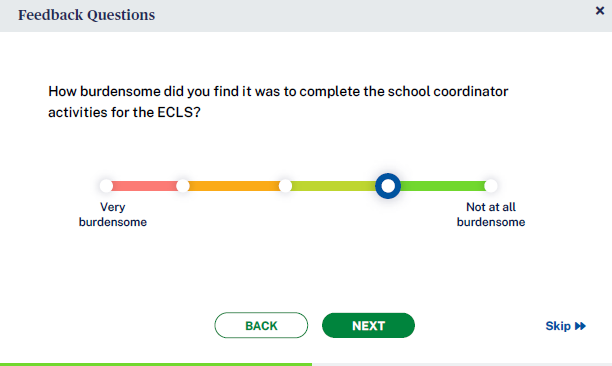 Feedback Questions
×
How burdensome did you find it was to complete the school coordinator
activities for the ECLS?
Very
burdensome
Not at all
burdensome
BACK
NEXT
Skip